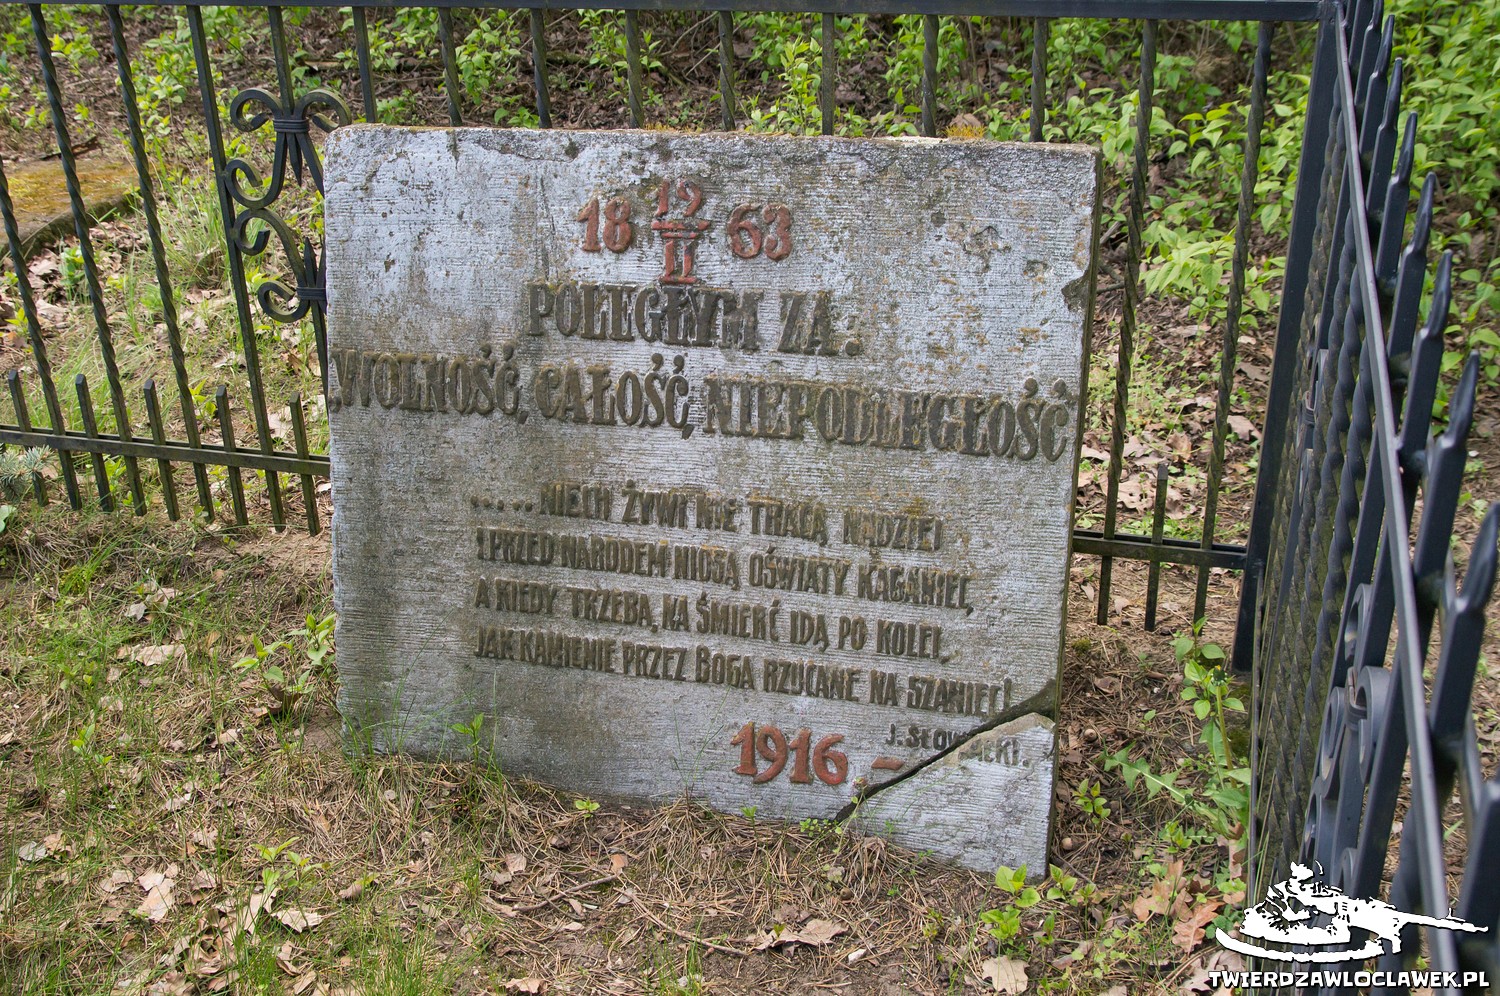 18 19/II 63
POLEGŁYM ZA:
„WOLNOŚĆ, CAŁOŚĆ, NIEPODLEGŁOŚĆ"
.....NIECH ŻYWI NIE TRACĄ NADZIEI
I PRZED NARODEM NIOSĄ OŚWIATY KAGANIEC,
A KIEDY TRZEBA, NA ŚMIERĆ IDĄ PO KOLEI,
JAK KAMIENIE PRZEZ BOGA RZUCANE NA SZANIEC!
J. SŁOWACKI.
1916 –
TWIERDZAWLOCLAWEK.PL